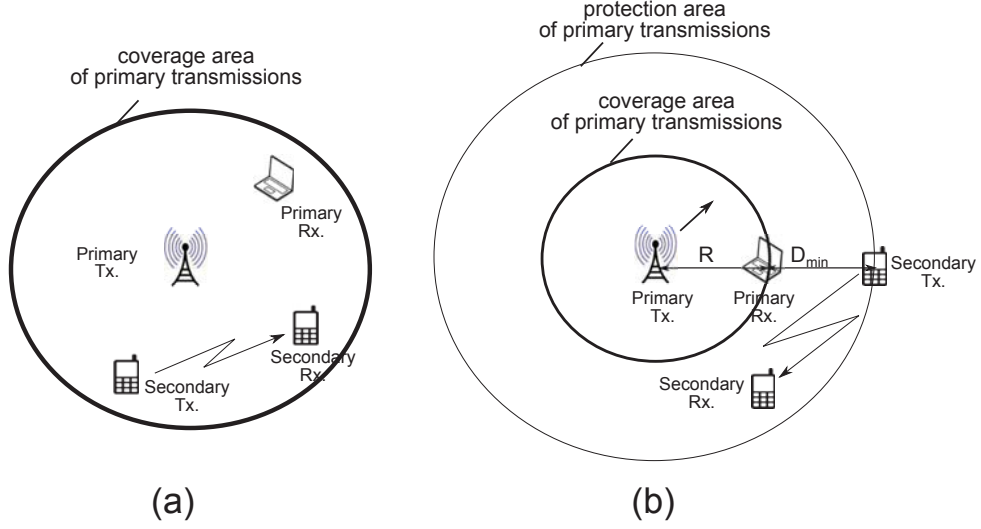 coverage area
of primary transmissions
Primary
Rx.
Primary
Tx.
Secondary
Rx.
Secondary
Tx.
(a)
protection area
of primary transmissions
coverage area
of primary transmissions
R
D min
Primary
Tx.
Primary
Rx.
Secondary
Tx.
Secondary
Rx.
(b)